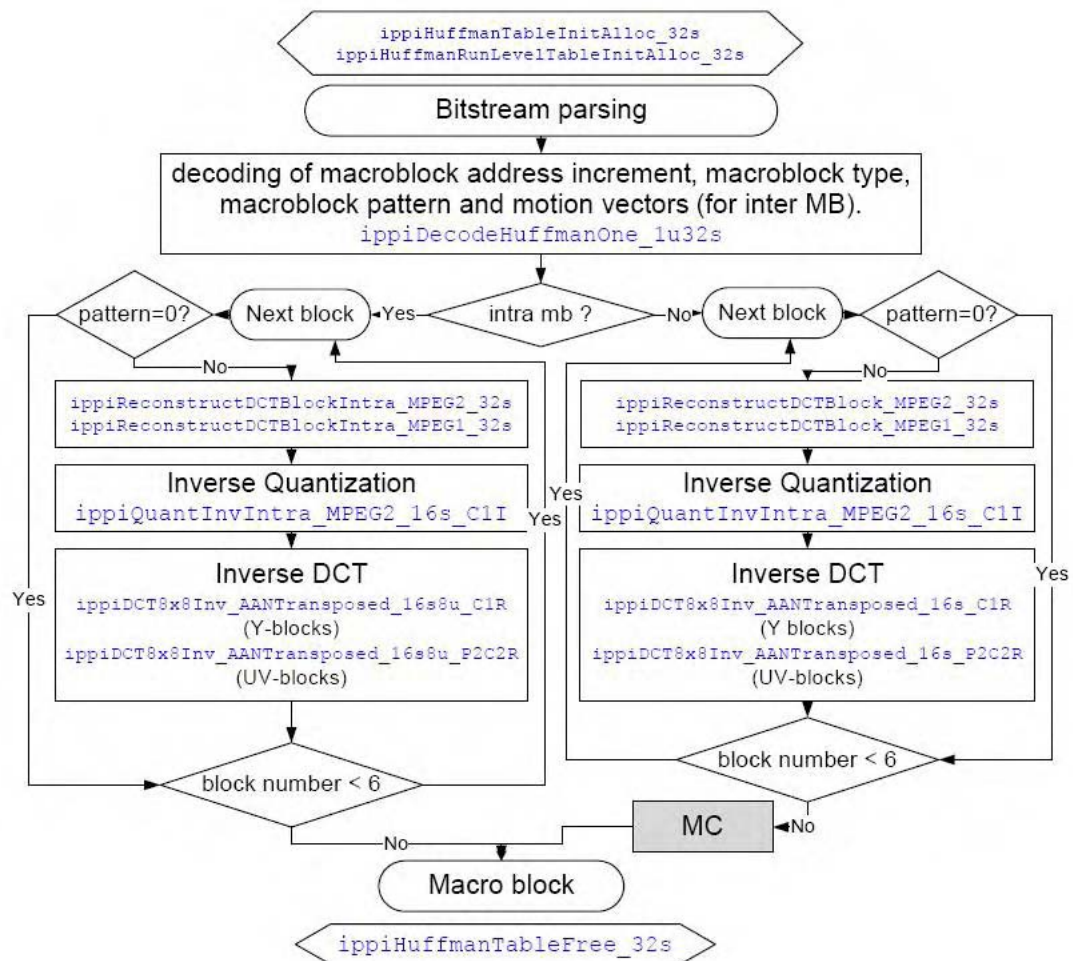 ippiHuffmanTableInitAlloc_32s
ippiHuffmanRunLevelTableInitAlloc_32s
Bitstream parsing
decoding of macroblock address increment, macroblock type,
macroblock pattern and motion vectors (for inter MB).
ippiDecodeHuffmanOne_1u32s
pattern=0?
Next block
Yes
intra mb ?
No
Next block
pattern=0?
No
No
ippiReconstructDCTBlockIntra_MPEG2_32s
ippiReconstructDCTBlockIntra_MPEG1_32s
ippiReconstructDCTBlock_MPEG2_32s
ippiReconstructDCTBlock_MPEG1_32s
Inverse Quantization
ippiQuantInvIntra_MPEG2_16s_C1I
Yes
Yes
Inverse Quantization
ippiQuantInvIntra_MPEG2_16s_C1I
Yes
Inverse DCT
ippiDCT8x8Inv_AANTransposed_16s8u_C1R
(Y-blocks)
ippiDCT8x8Inv_AANTransposed_16s8u_P2C2R
(UV-blocks)
Inverse DCT
ippiDCT8x8Inv_AANTransposed_16s_C1R
(Y blocks)
ippiDCT8x8Inv_AANTransposed_16s_P2C2R
(UV-blocks)
Yes
block number < 6
block number < 6
No
MC
No
Macro block
ippiHuffmanTableFree_32s